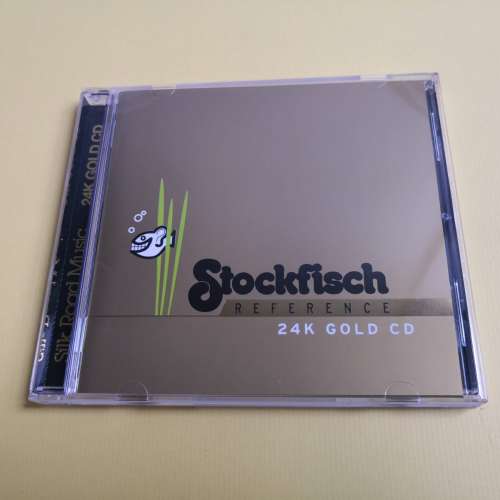 Stockfisch
REFERENCE
24K GOLD CD
Silk Road Music 24K GOLD CD